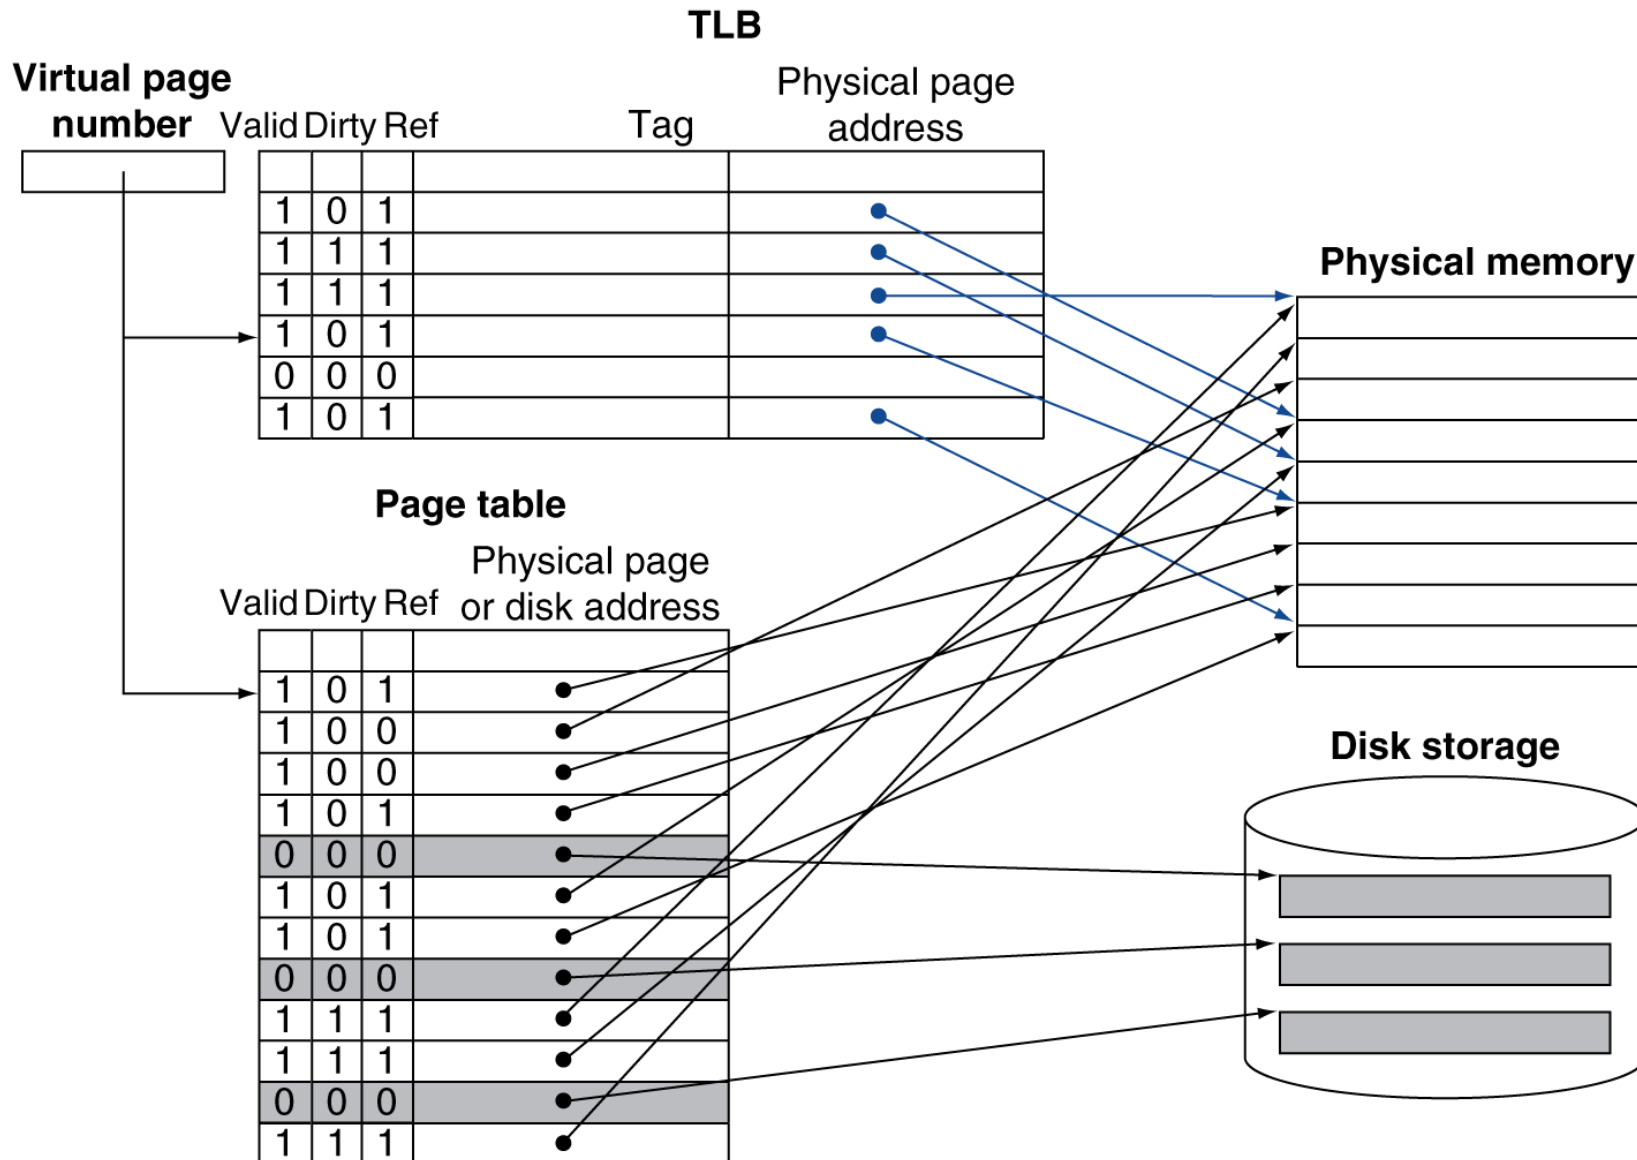 TLB
Virtual page
number
Valid Dirty Ref
Tag
Physical page
address
1 0 1
1 1 1
1 1 1
1 0 1
0 0 0
1 0 1
Physical memory
Page table
Valid Dirty Ref
Physical page
or disk address
1 0 1
1 0 0
1 0 0
1 0 1
0 0 0
1 0 1
1 0 1
0 0 0
1 1 1
1 1 1
0 0 0
1 1 1
Disk storage